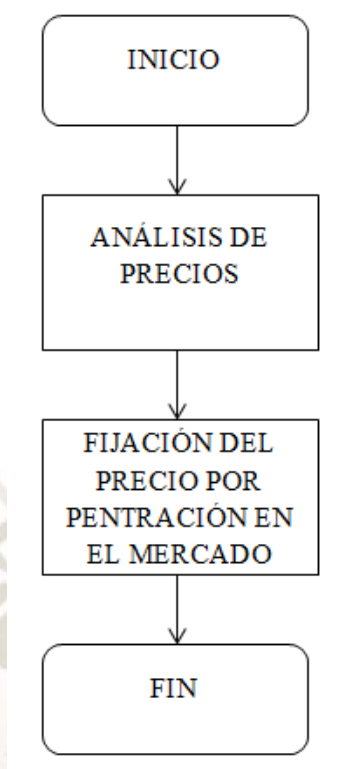 INICIO
ANÁLISIS DE
PRECIOS
FIJACIÓN DEL
PRECIO POR
PENTRACIÓN EN
EL MERCADO
FIN